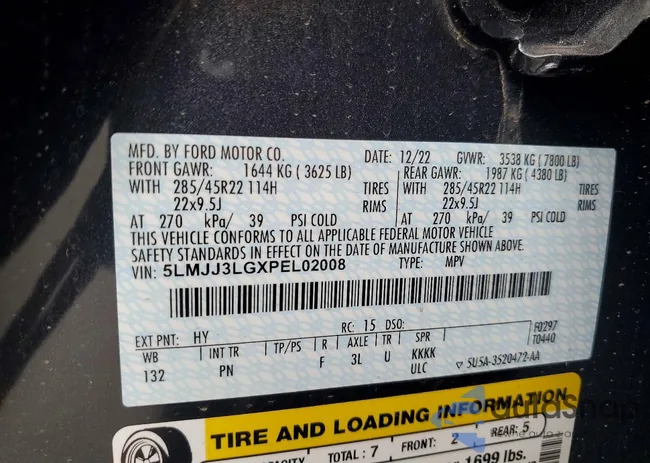 MFD. BY FORD MOTOR CO. DATE: 12/22 GVWR: 3538 KG ( 7800 LB)
FRONT GAWR: 1644 KG ( 3625 LB) REAR GAWR: 1987 KG ( 4380 LB)
WITH 285/45R22 114H TIRES WITH 285/45R22 114H TIRES
22x9.5J RIMS 22x9.5J RIMS
AT 270 kPa/ 39 PSI COLD AT 270 kPa/ 39 PSI COLD
THIS VEHICLE CONFORMS TO ALL APPLICABLE FEDERAL MOTOR VEHICLE
SAFETY STANDARDS IN EFFECT ON THE DATE OF MANUFACTURE SHOWN ABOVE.
VIN: 5LMJJ3LGXPEL02008 TYPE: MPV
EXT PNT: HY RC: 15 DSO: F0297
WB INT TR TP/PS R AXLE TR SPR T0440
132 PN F 3L U KKKK
ULC 5U5A-3520472-AA
TIRE AND LOADING INFORMATION
TOTAL : 7 FRONT: 2 REAR: 5
1699 lbs.